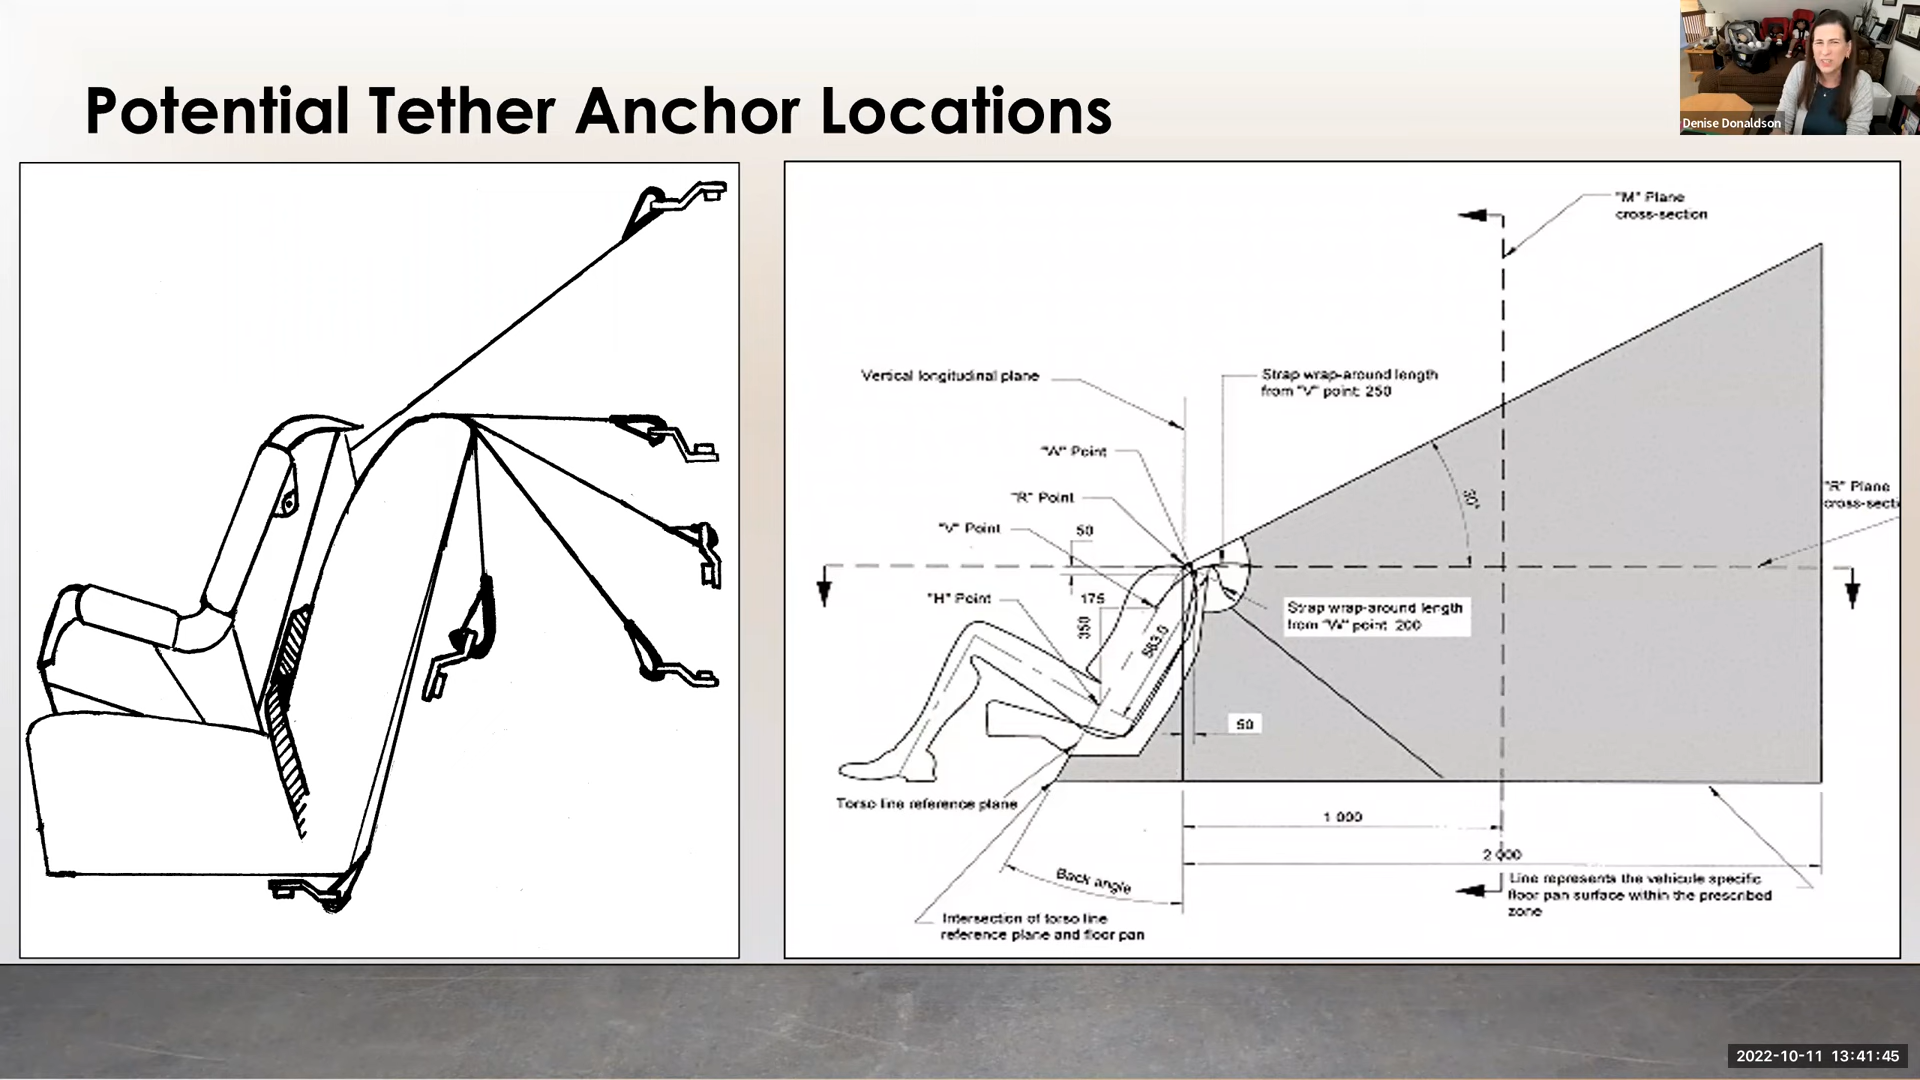 Potential Tether Anchor Locations
Denise Donaldson
"M" Plane
cross-section
Vertical longitudinal plane
Strap wrap-around length
from "V" point: 250
"W" Point
"R" Point
"V" Point
50
30°
"R" Plane
cross-secti
"H" Point
175
350
583.0
Strap wrap-around length
from "W" point: 200
50
Torso line reference plane
1 000
2 000
Back angle
Line represents the vehicule specific
floor pan surface within the prescribed
zone
Intersection of torso line
reference plane and floor pan
2022-10-11 13:41:45